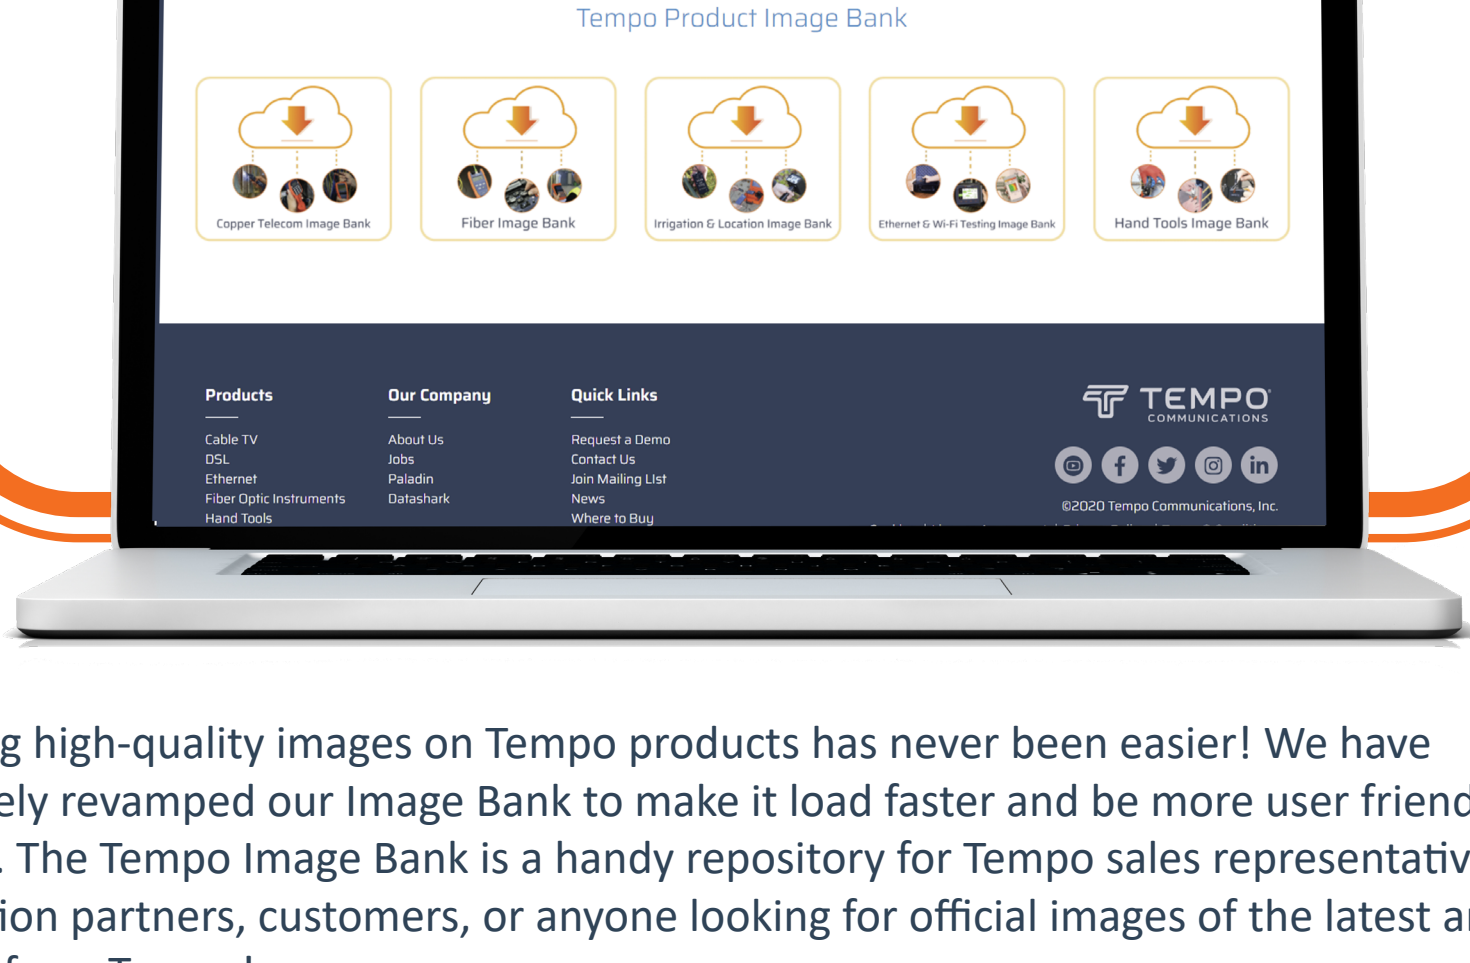 Tempo Product Image Bank
Copper Telecom Image Bank
Fiber Image Bank
Irrigation & Location Image Bank
Ethernet & Wi-Fi Testing Image Bank
Hand Tools Image Bank
Products
Cable TV
DSL
Ethernet
Fiber Optic Instruments
Hand Tools
Our Company
About Us
Jobs
Paladin
Datashark
Quick Links
Request a Demo
Contact Us
Join Mailing LIst
News
Where to Buy
TEMPO
COMMUNICATIONS
©2020 Tempo Communications, Inc.
g high-quality images on Tempo products has never been easier! We have
ely revamped our Image Bank to make it load faster and be more user friend
. The Tempo Image Bank is a handy repository for Tempo sales representativ
ion partners, customers, or anyone looking for official images of the latest a